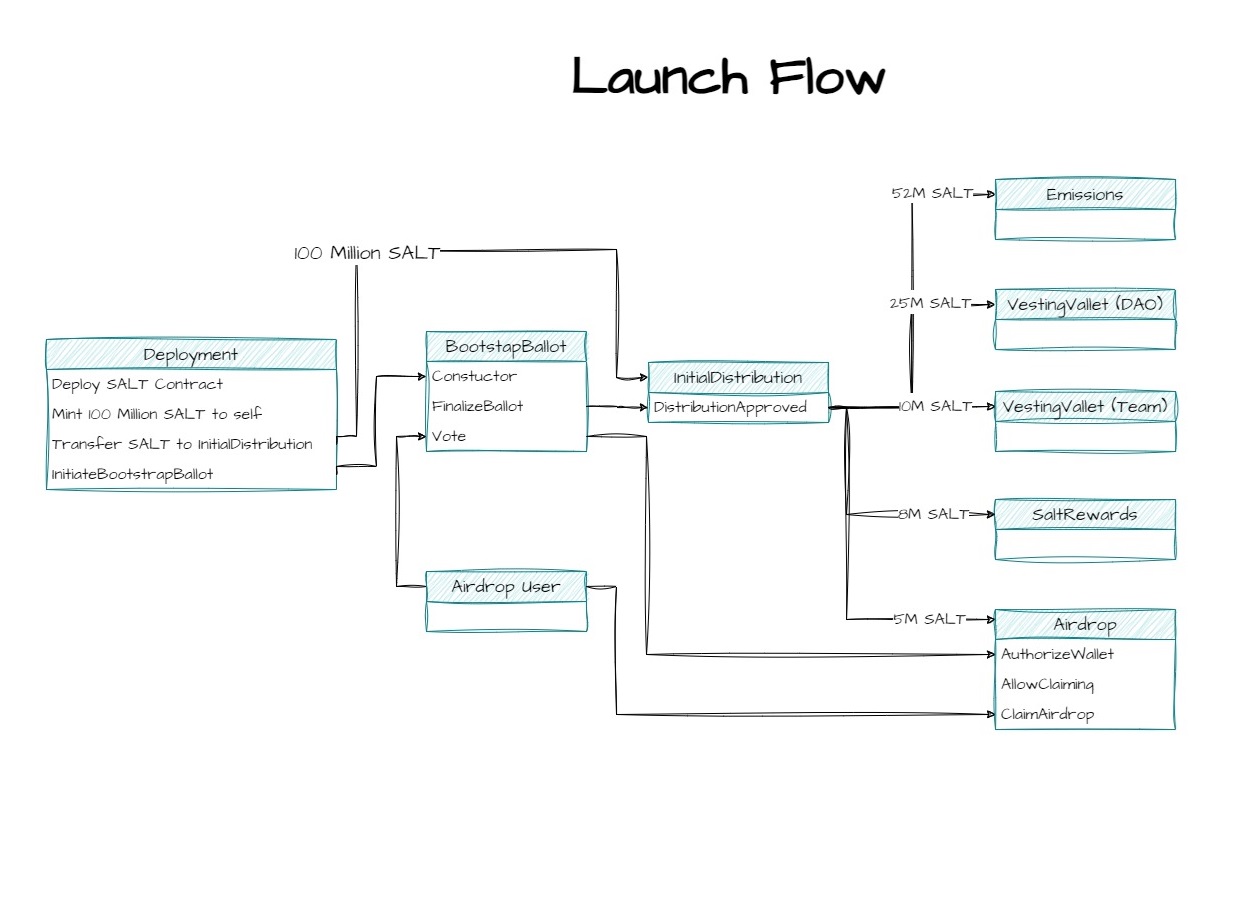 Launch Flow
52M SALT
Emissions
100 Million SALT
25M SALT
VestingVallet (DAO)
Deployment
Deploy SALT Contract
Mint 100 Million SALT to self
Transfer SALT to InitialDistribution
InitiateBootstrapBallot
BootstapBallot
Constuctor
FinalizeBallot
Vote
InitialDistribution
DistributionApproved
10M SALT
VestingVallet (Team)
8M SALT
SaltRewards
Airdrop User
5M SALT
Airdrop
AuthorizeWallet
AllowClaiming
ClaimAirdrop